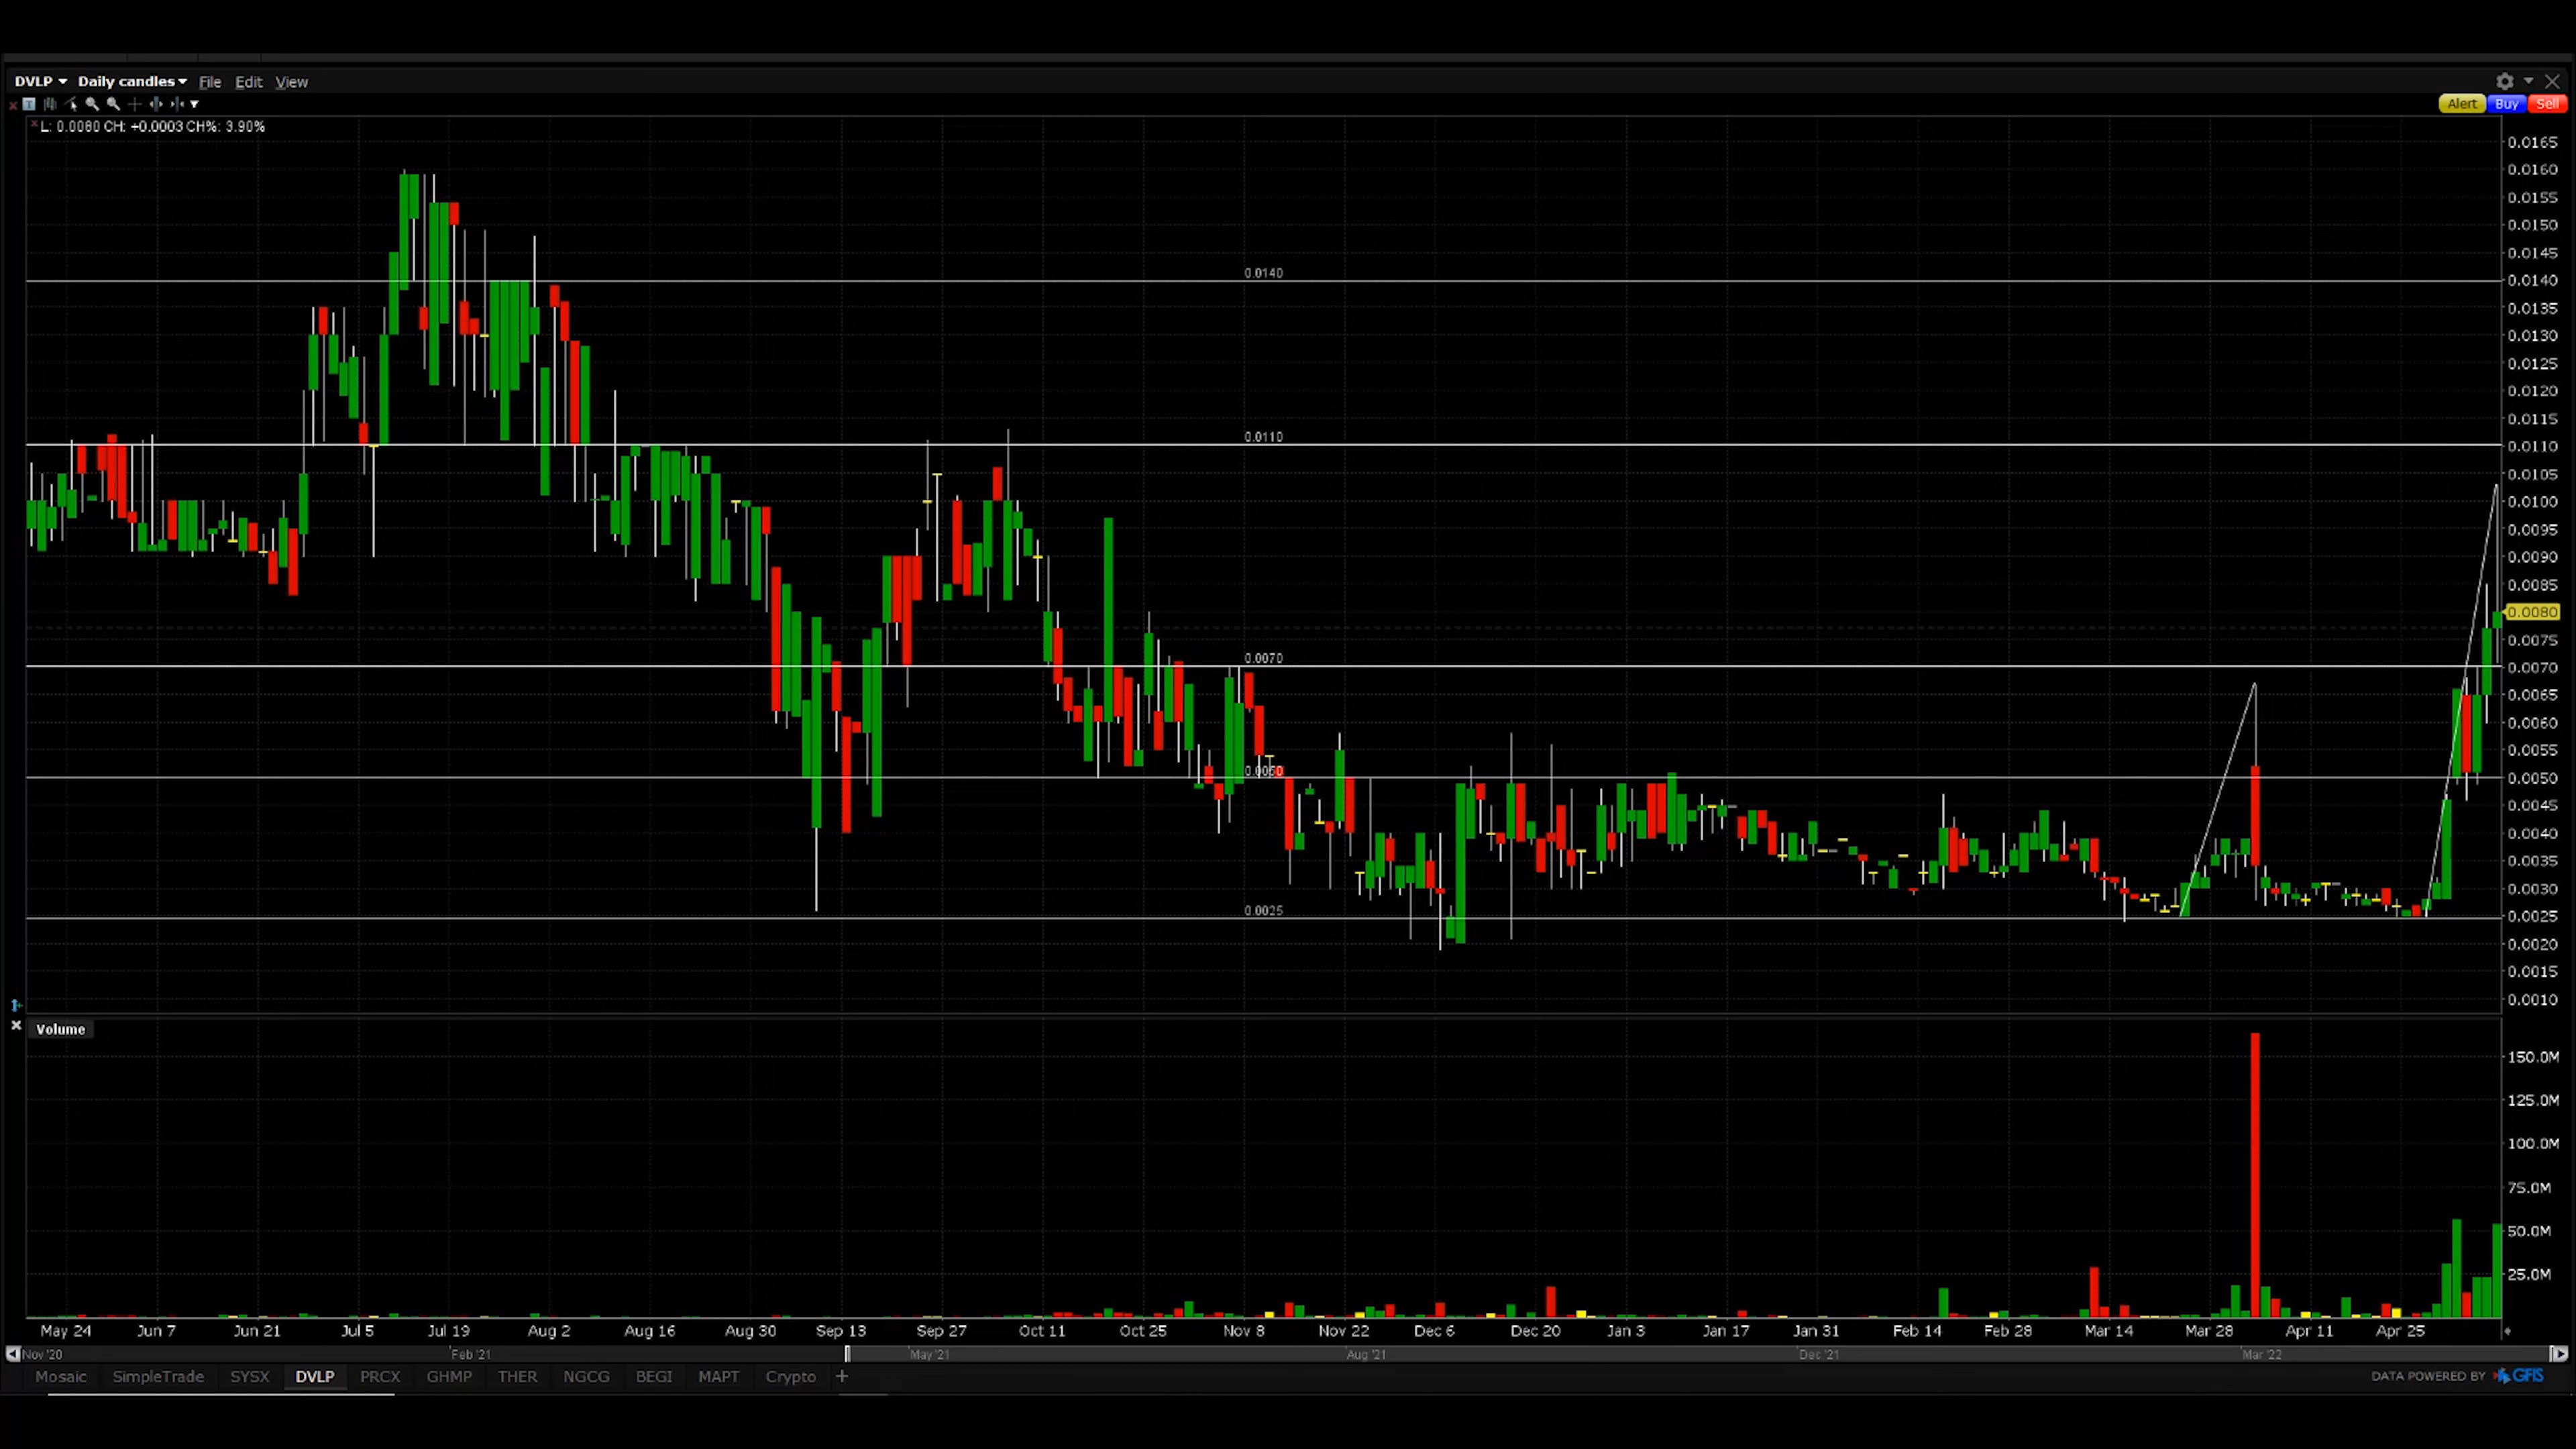 DVLP Daily candles File Edit View
Alert Buy Sell
L: 0.0080 CH: +0.0003 CH%: 3.90%
0.0165
0.0160
0.0155
0.0150
0.0145
0.0140 0.0140
0.0135
0.0130
0.0125
0.0120
0.0115
0.0110 0.0110
0.0105
0.0100
0.0095
0.0090
0.0085
0.0080
0.0075
0.0070 0.0070
0.0065
0.0060
0.0055
0.0050 0.0050
0.0045
0.0040
0.0035
0.0030
0.0025 0.0025
0.0020
0.0015
0.0010
Volume
150.0M
125.0M
100.0M
75.0M
50.0M
25.0M
May 24 Jun 7 Jun 21 Jul 5 Jul 19 Aug 2 Aug 16 Aug 30 Sep 13 Sep 27 Oct 11 Oct 25 Nov 8 Nov 22 Dec 6 Dec 20 Jan 3 Jan 17 Jan 31 Feb 14 Feb 28 Mar 14 Mar 28 Apr 11 Apr 25
Nov '20 Feb '21 May '21 Aug '21 Dec '21 Mar '22
Mosaic SimpleTrade SYSX DVLP PRCX GHMP THER NGCG BEGI MAPT Crypto + DATA POWERED BY GFIS